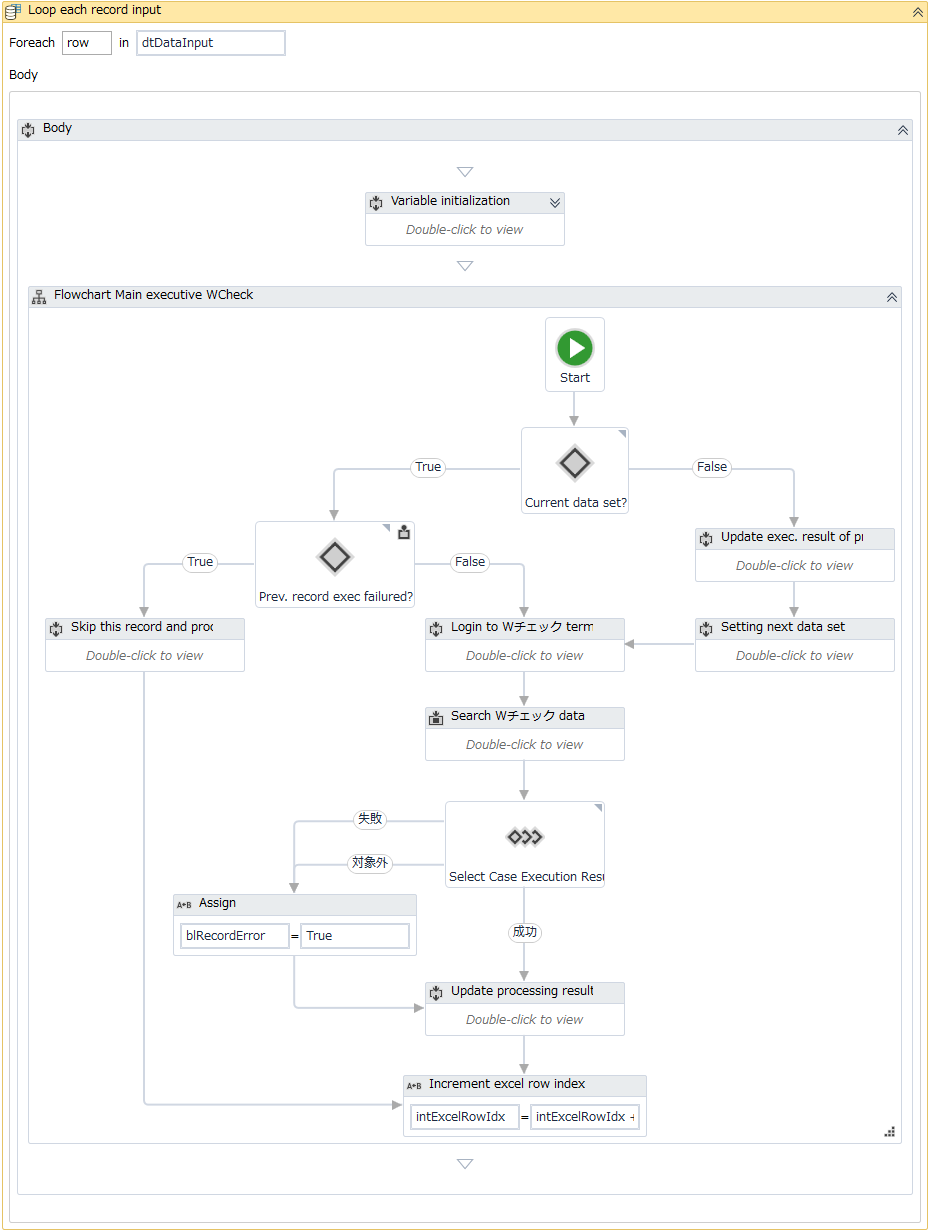 Loop each record input
Foreach row in dtDataInput
Body
Body
Variable initialization
Double-click to view
Flowchart Main executive WCheck
Start
Current data set?
True
False
Update exec. result of pr
Double-click to view
Prev. record exec failured?
True
False
Skip this record and proc
Double-click to view
Login to Wチェック term
Double-click to view
Setting next data set
Double-click to view
Search Wチェック data
Double-click to view
Select Case Execution Resu
失敗
対象外
成功
A+B Assign
blRecordError = True
Update processing result
Double-click to view
A+B Increment excel row index
intExcelRowIdx = intExcelRowIdx +